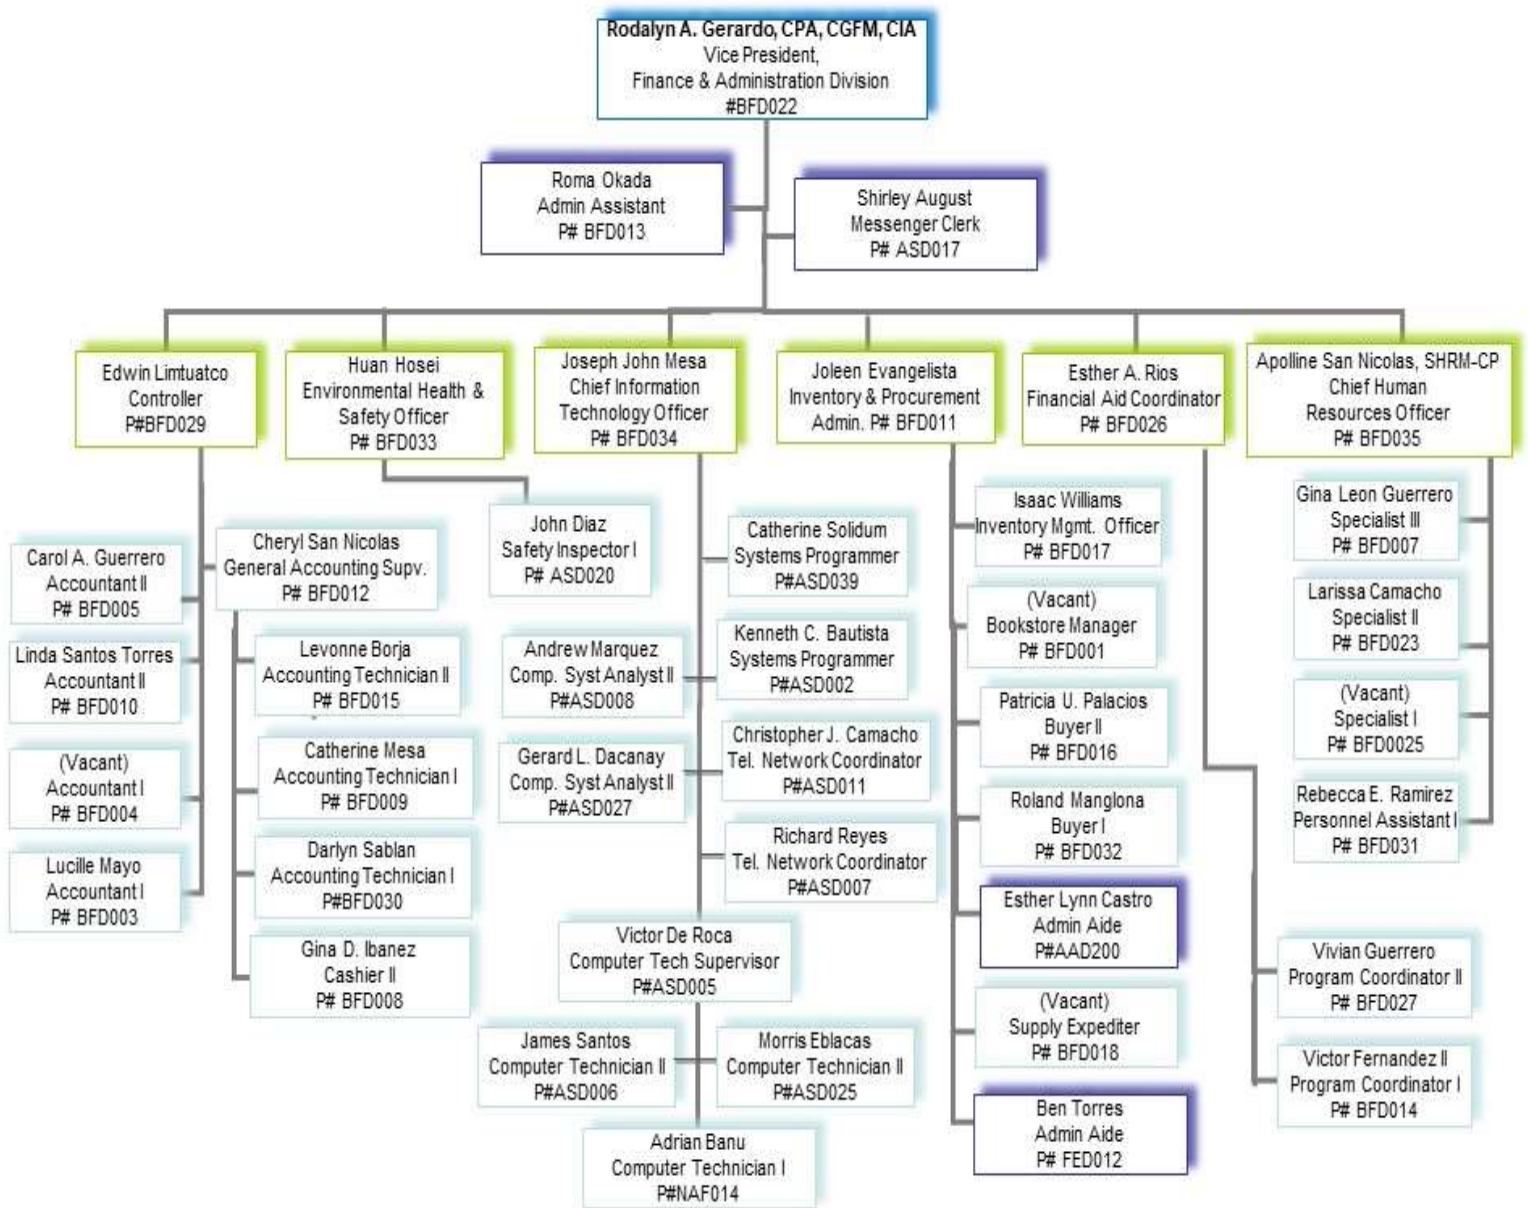 Rodalyn A. Gerardo, CPA, CGFM, CIA
Vice President,
Finance & Administration Division
#BFD022
Roma Okada
Admin Assistant
P# BFD013
Shirley August
Messenger Clerk
P# ASD017
Edwin Limtuatco
Controller
P#BFD029
Huan Hosei
Environmental Health &
Safety Officer
P# BFD033
Joseph John Mesa
Chief Information
Technology Officer
P# BFD034
Joleen Evangelista
Inventory & Procurement
Admin. P# BFD011
Esther A. Rios
Financial Aid Coordinator
P# BFD026
Apolline San Nicolas, SHRM-CP
Chief Human
Resources Officer
P# BFD035
Carol A. Guerrero
Accountant II
P# BFD005
Linda Santos Torres
Accountant II
P# BFD010
(Vacant)
Accountant I
P# BFD004
Lucille Mayo
Accountant I
P# BFD003
Cheryl San Nicolas
General Accounting Supv.
P# BFD012
Levonne Borja
Accounting Technician II
P# BFD015
Catherine Mesa
Accounting Technician I
P# BFD009
Darlyn Sablan
Accounting Technician I
P#BFD030
Gina D. Ibanez
Cashier II
P# BFD008
John Diaz
Safety Inspector I
P# ASD020
Catherine Solidum
Systems Programmer
P#ASD039
Andrew Marquez
Comp. Syst Analyst II
P#ASD008
Kenneth C. Bautista
Systems Programmer
P#ASD002
Gerard L. Dacanay
Comp. Syst Analyst II
P#ASD027
Christopher J. Camacho
Tel. Network Coordinator
P#ASD011
Richard Reyes
Tel. Network Coordinator
P#ASD007
Victor De Roca
Computer Tech Supervisor
P#ASD005
James Santos
Computer Technician II
P#ASD006
Morris Eblacas
Computer Technician II
P#ASD025
Adrian Banu
Computer Technician I
P#NAF014
Isaac Williams
Inventory Mgmt. Officer
P# BFD017
(Vacant)
Bookstore Manager
P# BFD001
Patricia U. Palacios
Buyer II
P# BFD016
Roland Manglona
Buyer I
P# BFD032
Esther Lynn Castro
Admin Aide
P#AAD200
(Vacant)
Supply Expediter
P# BFD018
Ben Torres
Admin Aide
P# FED012
Vivian Guerrero
Program Coordinator II
P# BFD027
Victor Fernandez II
Program Coordinator I
P# BFD014
Gina Leon Guerrero
Specialist III
P# BFD007
Larissa Camacho
Specialist II
P# BFD023
(Vacant)
Specialist I
P# BFD0025
Rebecca E. Ramirez
Personnel Assistant I
P# BFD031